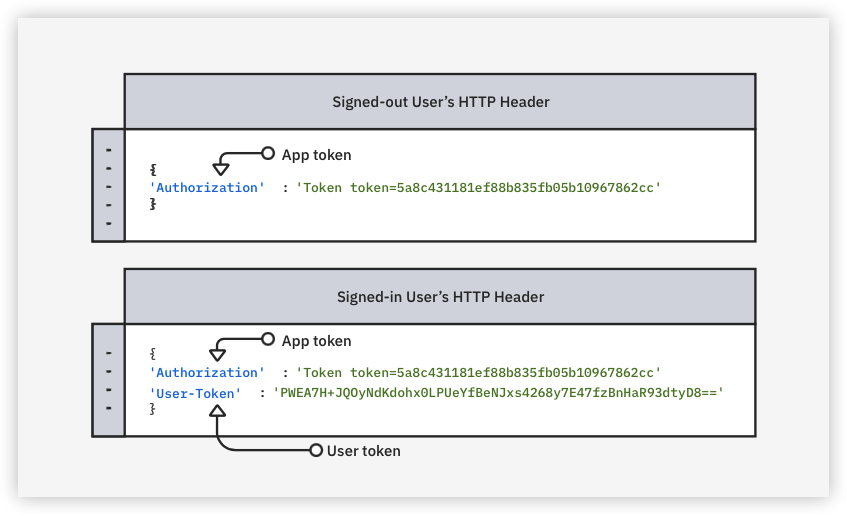 Signed-out User’s HTTP Header
App token
{
'Authorization' : 'Token token=5a8c431181ef88b835fb05b10967862cc'
}
Signed-in User’s HTTP Header
App token
{
'Authorization' : 'Token token=5a8c431181ef88b835fb05b10967862cc'
'User-Token' : 'PWEA7H+JQOyNdKdohx0LPUeYfBeNJxs4268y7E47fzBnHaR93dtyD8=='
}
User token